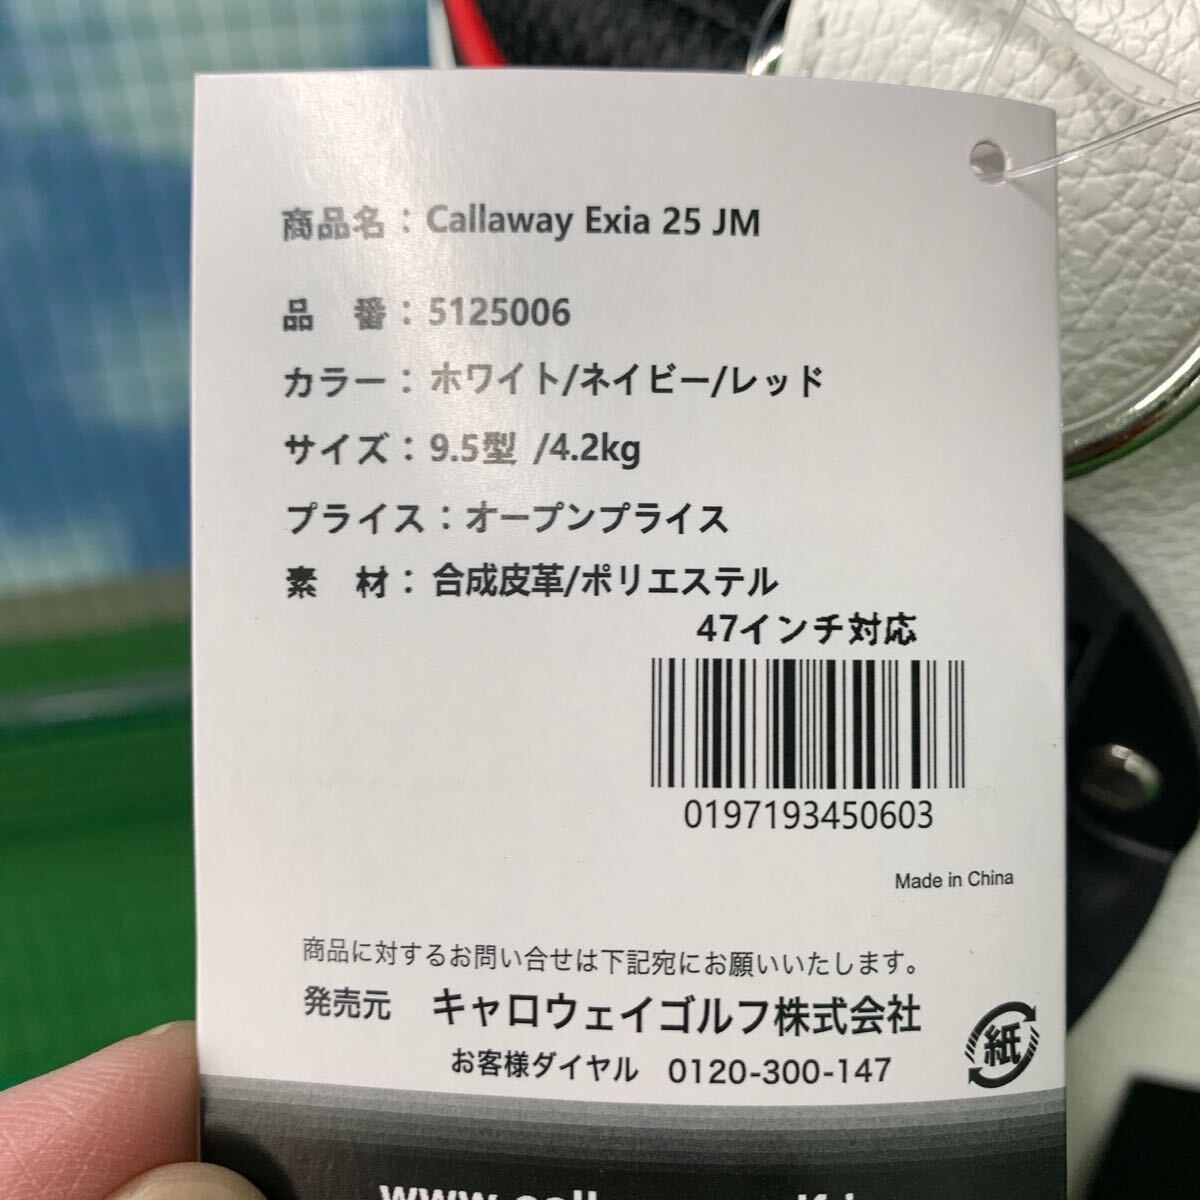 商品名：Callaway Exia 25 JM
品　番：5125006
カラー：ホワイト/ネイビー/レッド
サイズ：9.5型 /4.2kg
プライス：オープンプライス
素　材：合成皮革/ポリエステル
47インチ対応
0197193450603
Made in China
商品に対するお問い合せは下記宛にお願いいたします。
発売元　キャロウェイゴルフ株式会社
お客様ダイヤル　0120-300-147
紙